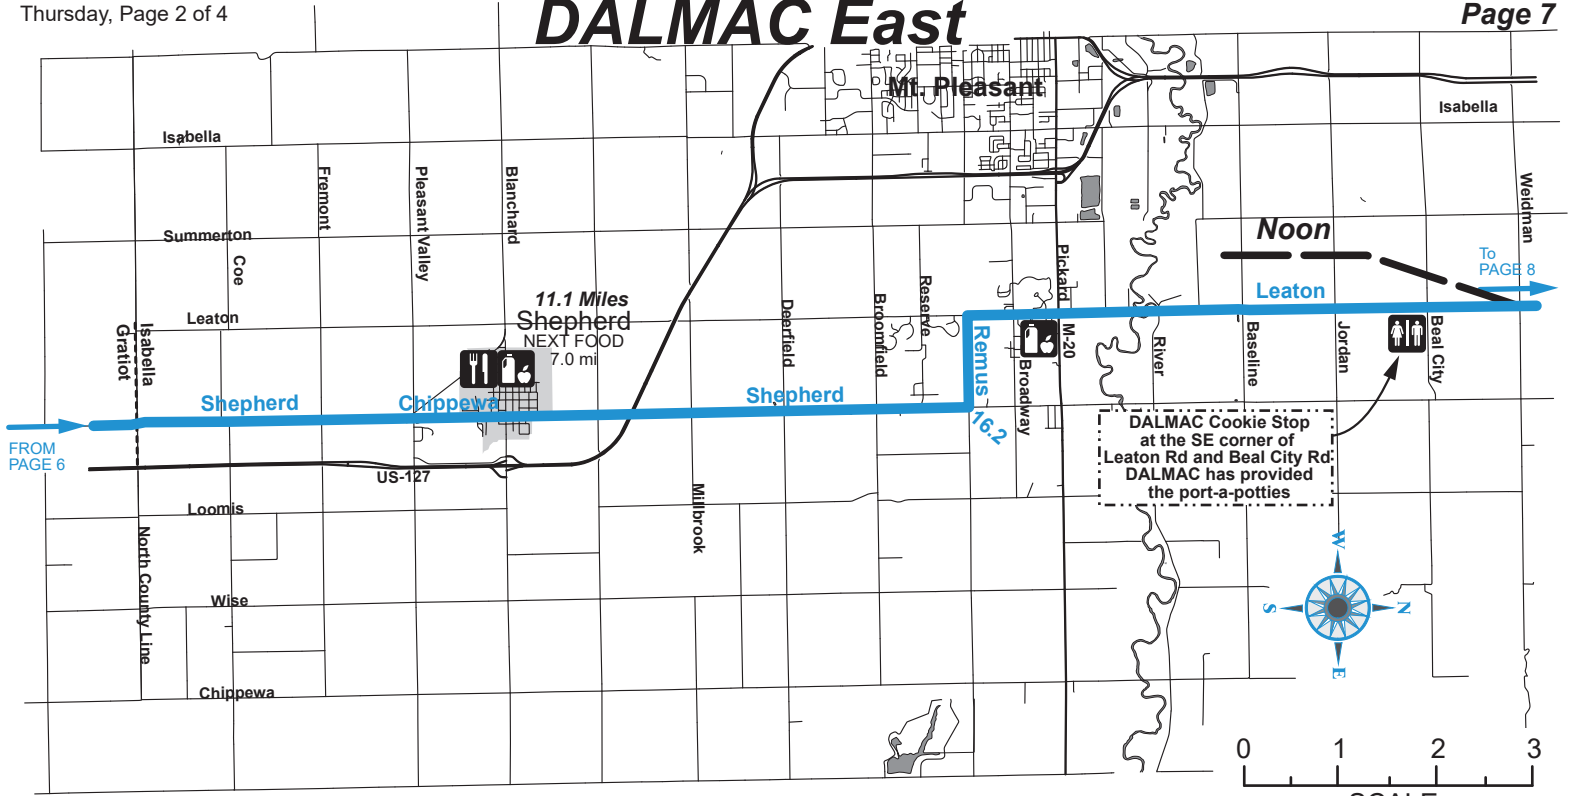 Thursday, Page 2 of 4
DALMAC East
Page 7
Mt. Pleasant
Isabella
Isabella
Fremont
Pleasant Valley
Blanchard
Weidman
Summerton
Coe
Noon
To
PAGE 8
Pickard
Leaton
11.1 Miles
Shepherd
NEXT FOOD
7.0 mi
Leaton
Gratiot
Isabella
Deerfield
Broomfield
Reserve
Remus
M-20
Broadway
River
Baseline
Jordan
Beal City
Shepherd
Chippewa
Shepherd
16.2
FROM
PAGE 6
DALMAC Cookie Stop
at the SE corner of
Leaton Rd and Beal City Rd
DALMAC has provided
the port-a-potties
US-127
Loomis
Millbrook
North County Line
Wise
Chippewa
W
S
N
E
0 1 2 3
SCALE